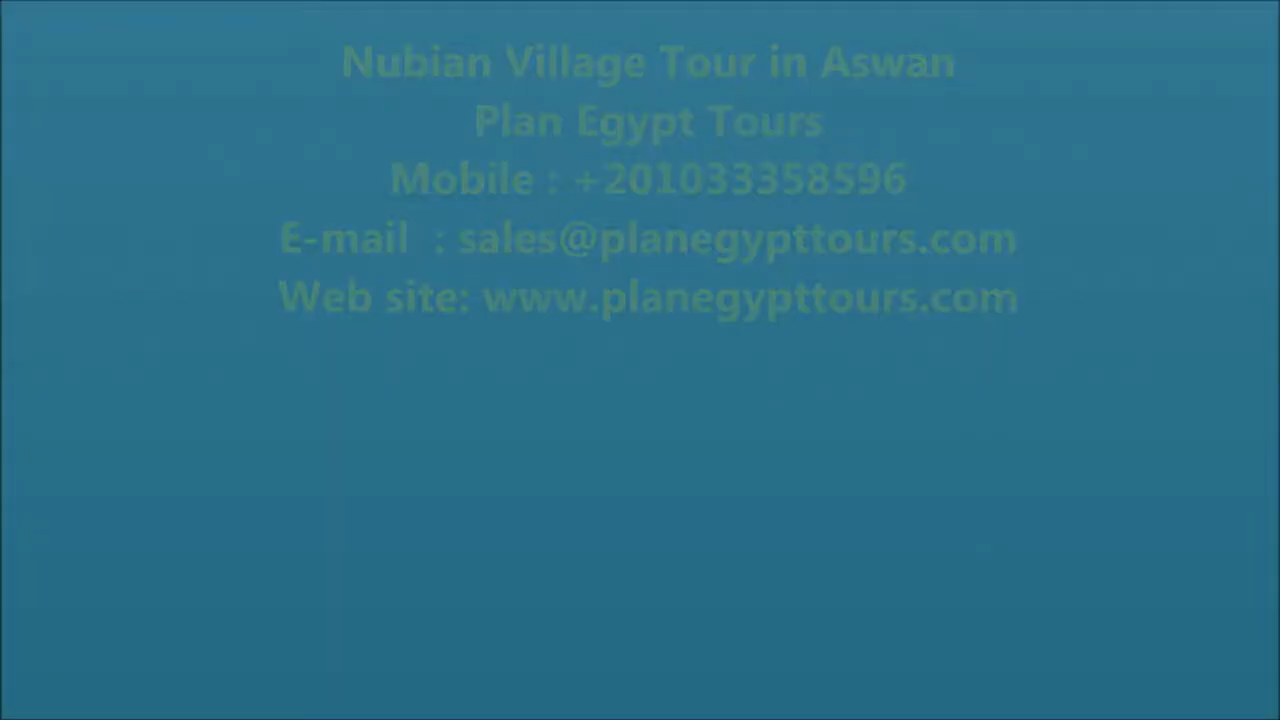 Nubian Village Tour in Aswan
Plan Egypt Tours
Mobile : +201033358596
E-mail  : sales@planegypttours.com
Web site: www.planegypttours.com